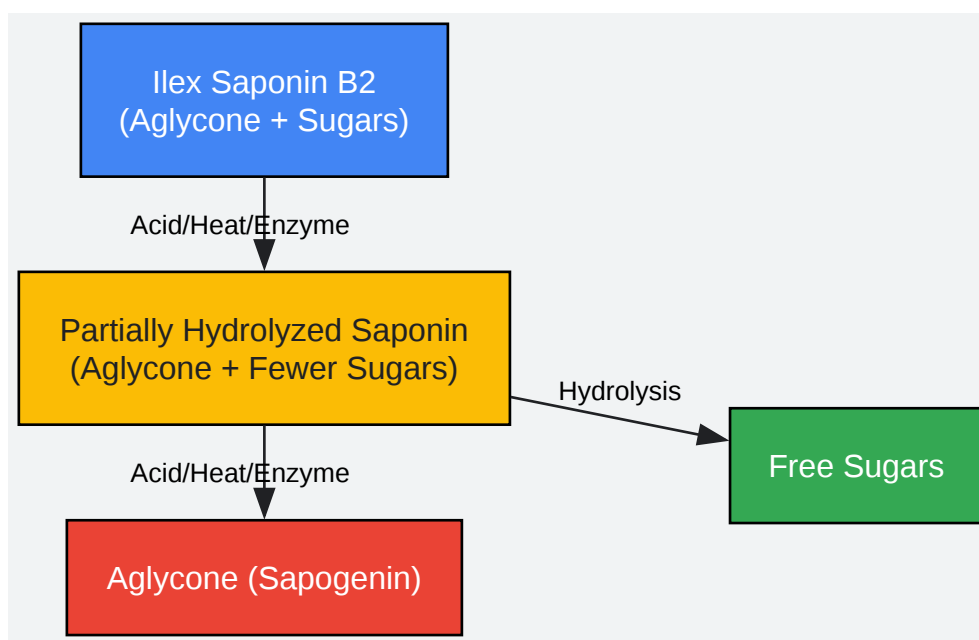 Ilex Saponin B2
(Aglycone + Sugars)
Acid/Heat/Enzyme
Partially Hydrolyzed Saponin
(Aglycone + Fewer Sugars)
Hydrolysis
Free Sugars
Acid/Heat/Enzyme
Aglycone (Sapogenin)